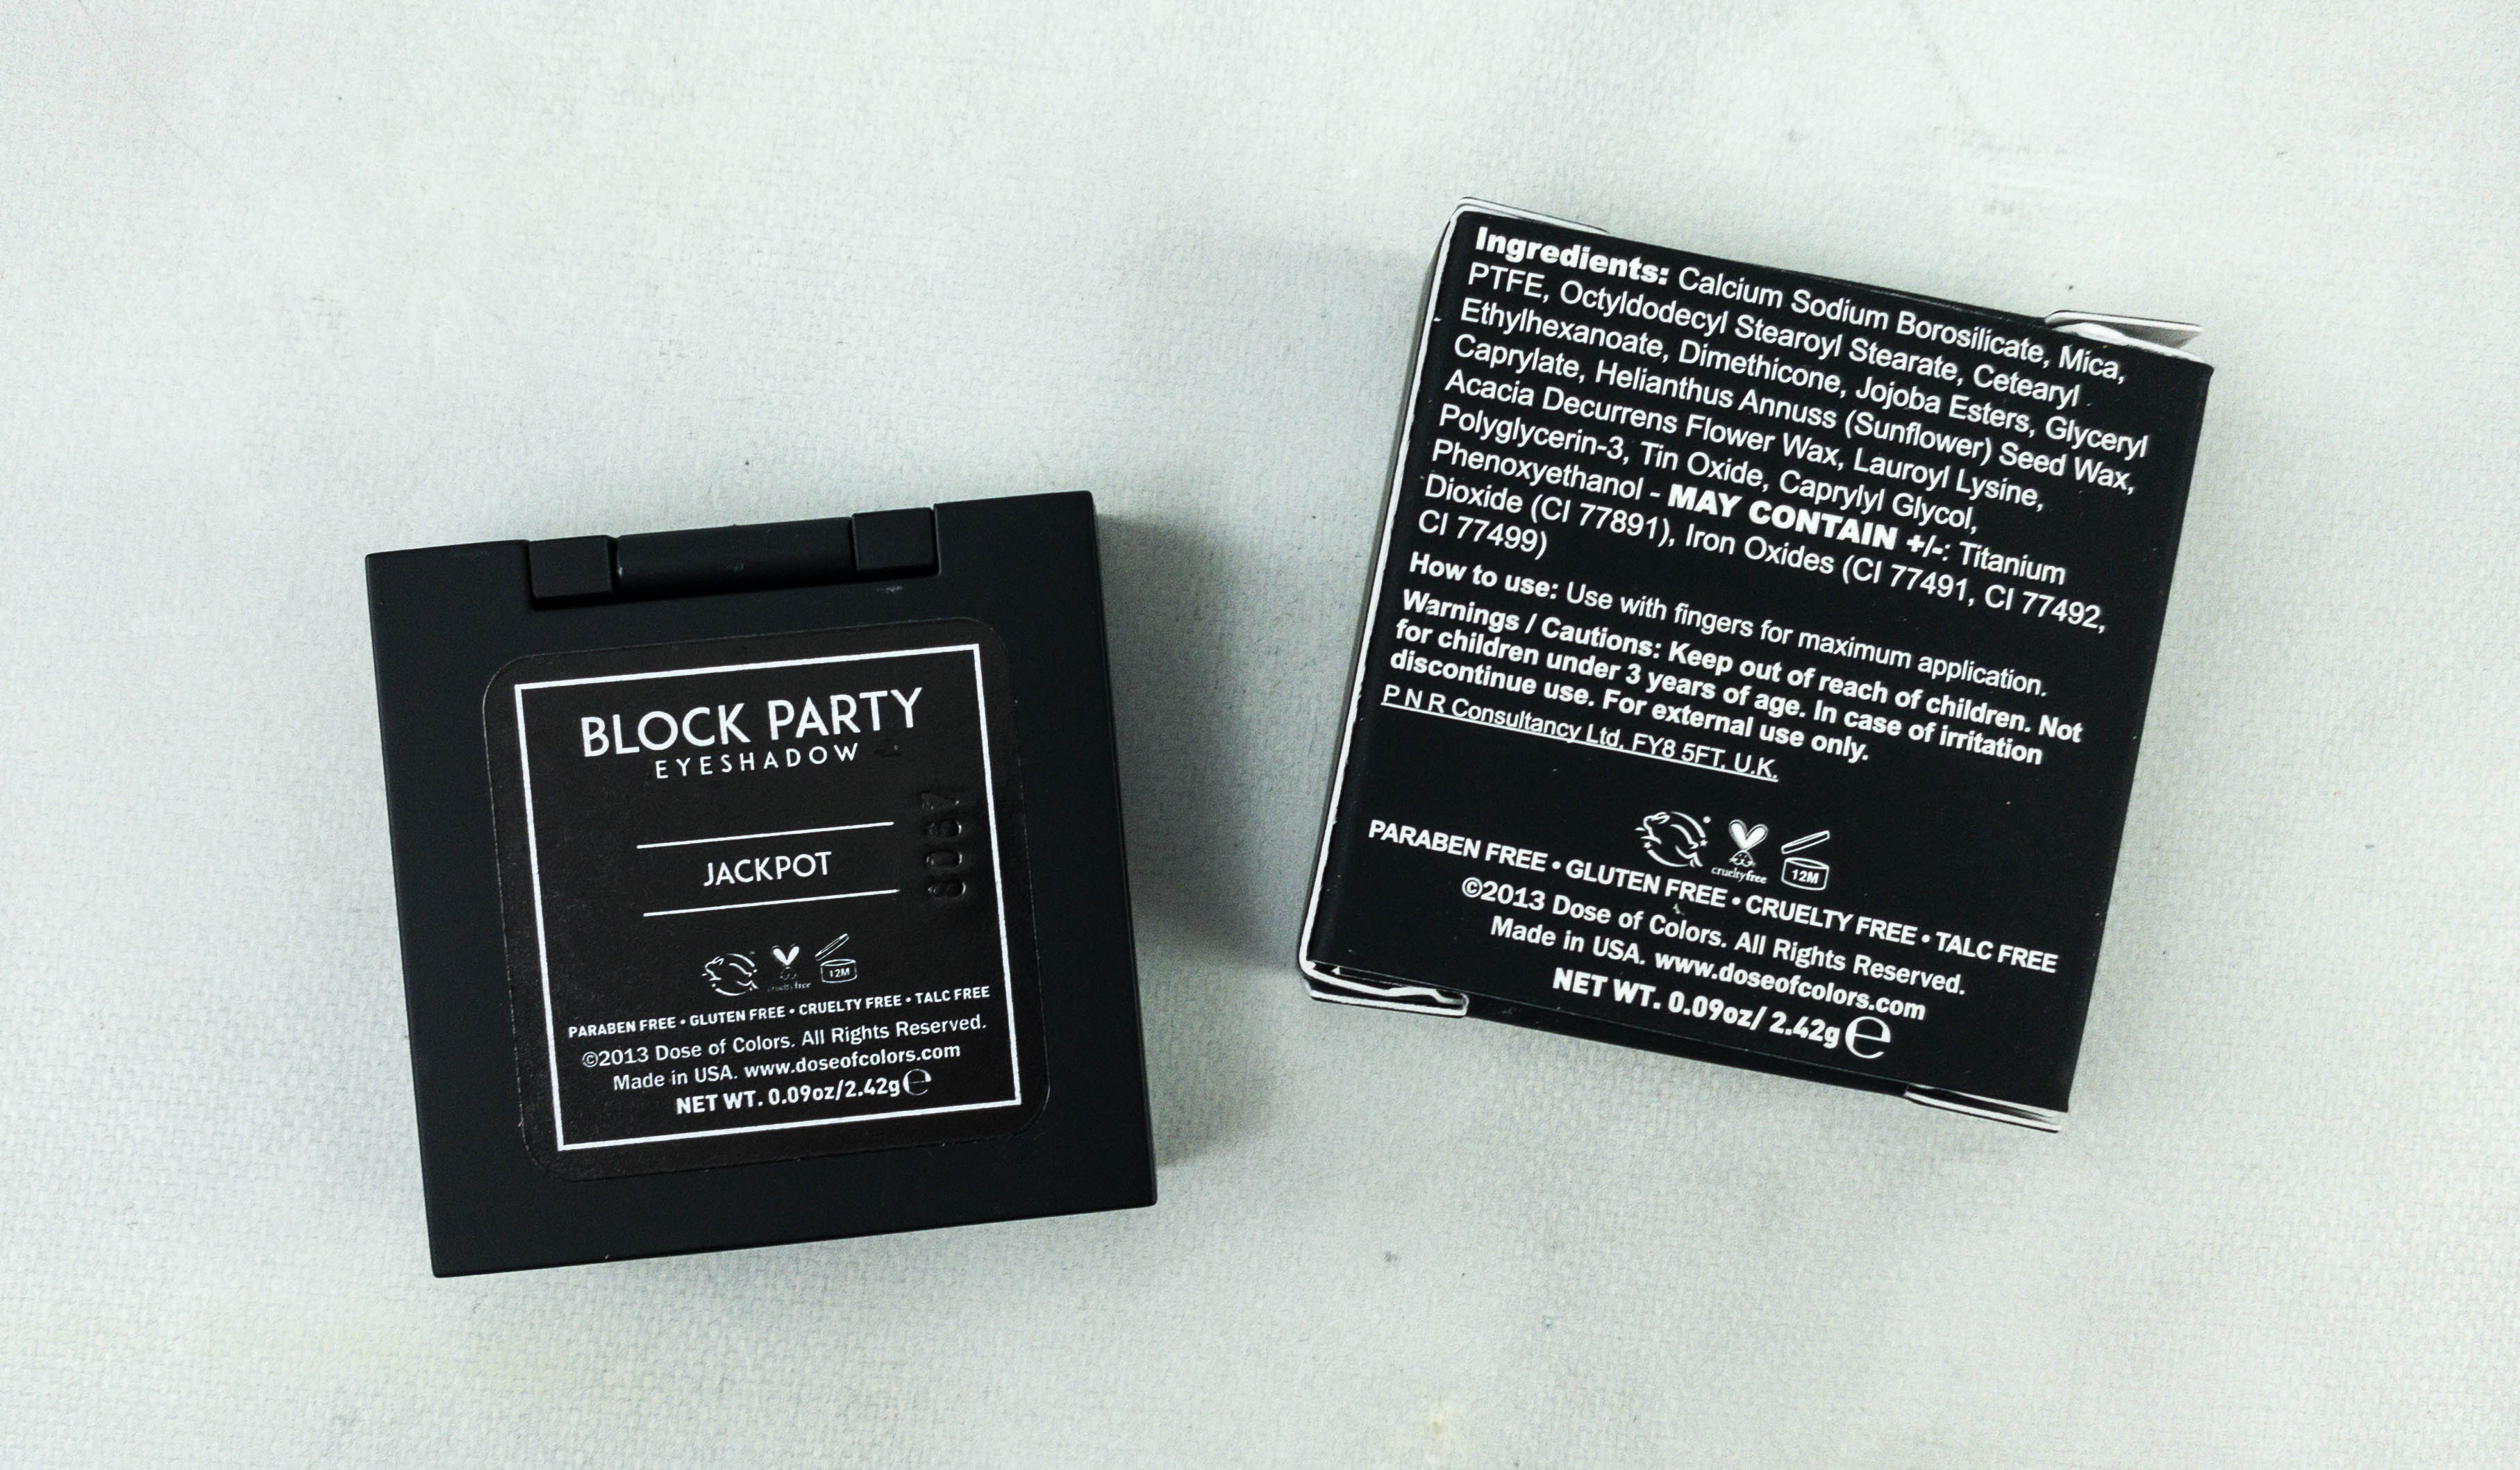 BLOCK PARTY
EYESHADOW
JACKPOT
12M
PARABEN FREE • GLUTEN FREE • CRUELTY FREE • TALC FREE
©2013 Dose of Colors. All Rights Reserved.
Made in USA. www.doseofcolors.com
NET WT. 0.09oz/2.42g℮
Ingredients: Calcium Sodium Borosilicate, Mica,
PTFE, Octyldodecyl Stearoyl Stearate, Cetearyl
Ethylhexanoate, Dimethicone, Jojoba Esters, Glyceryl
Caprylate, Helianthus Annuss (Sunflower) Seed Wax,
Acacia Decurrens Flower Wax, Lauroyl Lysine,
Polyglycerin-3, Tin Oxide, Caprylyl Glycol,
Phenoxyethanol - MAY CONTAIN +/-: Titanium
Dioxide (CI 77891), Iron Oxides (CI 77491, CI 77492,
CI 77499)
How to use: Use with fingers for maximum application.
Warnings / Cautions: Keep out of reach of children. Not
for children under 3 years of age. In case of irritation
discontinue use. For external use only.
P N R Consultancy Ltd, FY8 5FT, U.K.
crueltyfree
12M
PARABEN FREE • GLUTEN FREE • CRUELTY FREE • TALC FREE
©2013 Dose of Colors. All Rights Reserved.
Made in USA. www.doseofcolors.com
NET WT. 0.09oz/ 2.42g℮